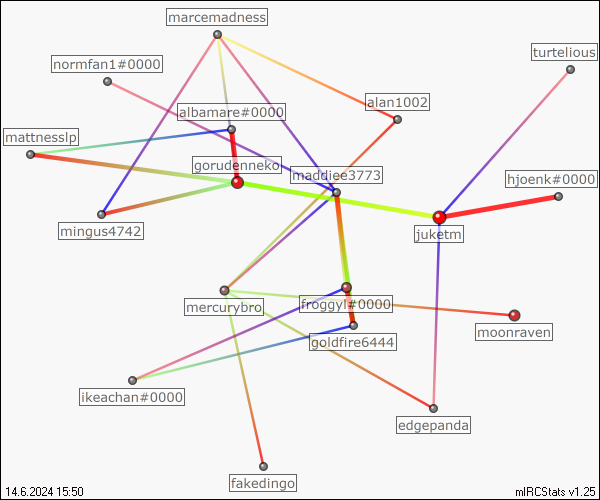 marcemadness
turtelious
normfan1#0000
alan1002
albamare#0000
mattnesslp
gorudenneko
maddiee3773
hjoenk#0000
mingus4742
juketm
mercurybro
froggyl#0000
moonraven
goldfire6444
ikeachan#0000
edgepanda
fakedingo
14.6.2024 15:50
mIRCStats v1.25